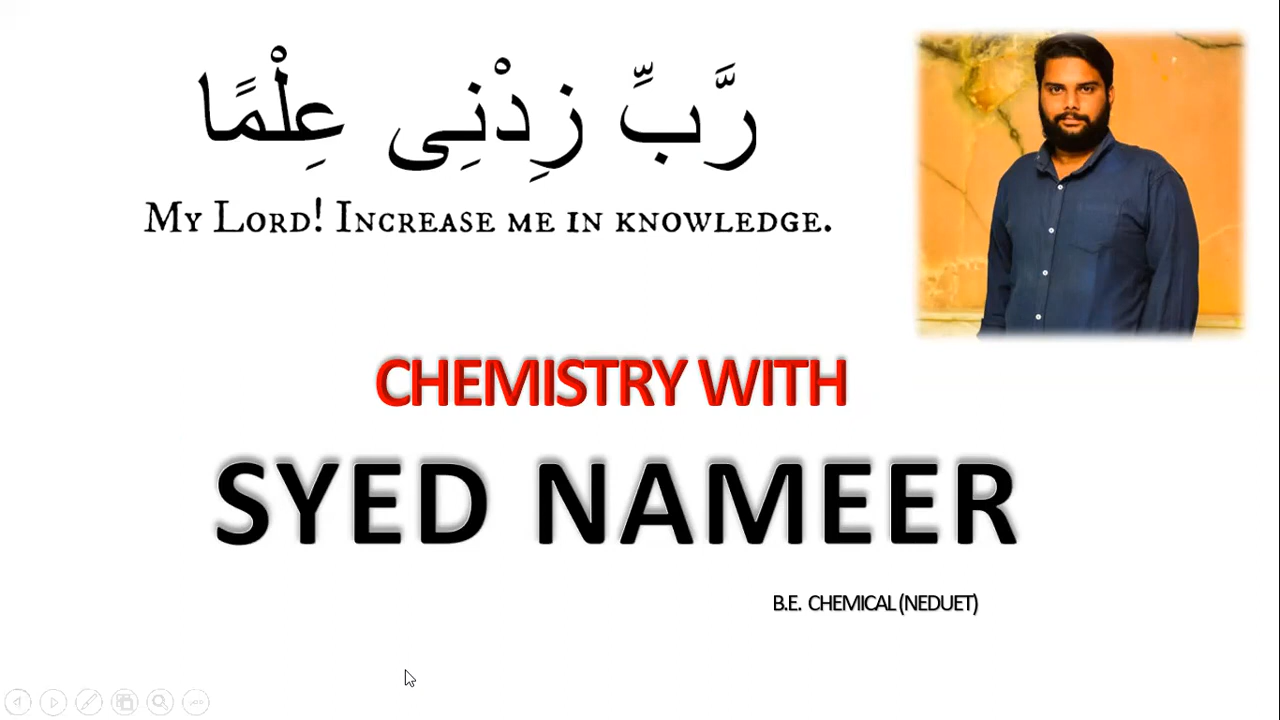 رَّبِّ زِدْنِى عِلْمًا
My Lord! Increase me in knowledge.
CHEMISTRY WITH
SYED NAMEER
B.E. CHEMICAL (NEDUET)